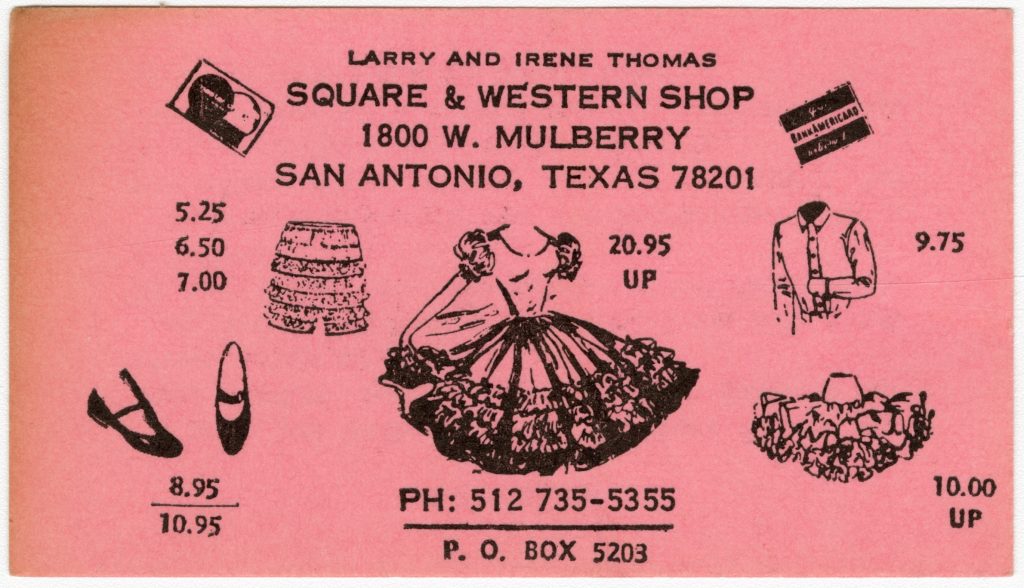 LARRY AND IRENE THOMAS
SQUARE & WESTERN SHOP
1800 W. MULBERRY
SAN ANTONIO, TEXAS 78201
BANKAMERICARD
5.25
6.50
7.00
20.95
UP
9.75
8.95
10.95
10.00
UP
PH: 512 735-5355
P. O. BOX 5203